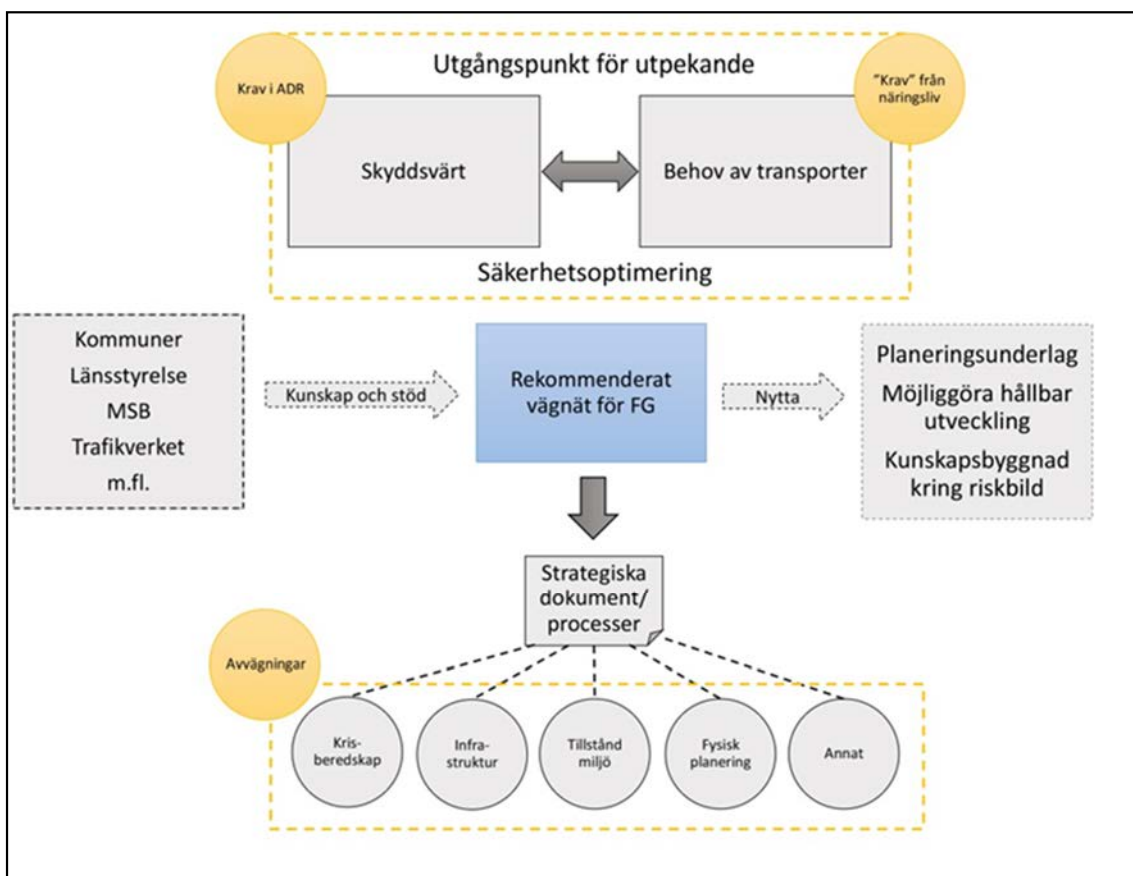 Utgångspunkt för utpekande
Krav i ADR
”Krav” från
näringsliv
Skyddsvärt
Behov av transporter
Säkerhetsoptimering
Kommuner
Länsstyrelse
MSB
Trafikverket
m.fl.
Kunskap och stöd
Rekommenderat
vägnät för FG
Nytta
Planeringsunderlag
Möjliggöra hållbar
utveckling
Kunskapsbyggnad
kring riskbild
Strategiska
dokument/
processer
Avvägningar
Kris-
beredskap
Infra-
struktur
Tillstånd
miljö
Fysisk
planering
Annat